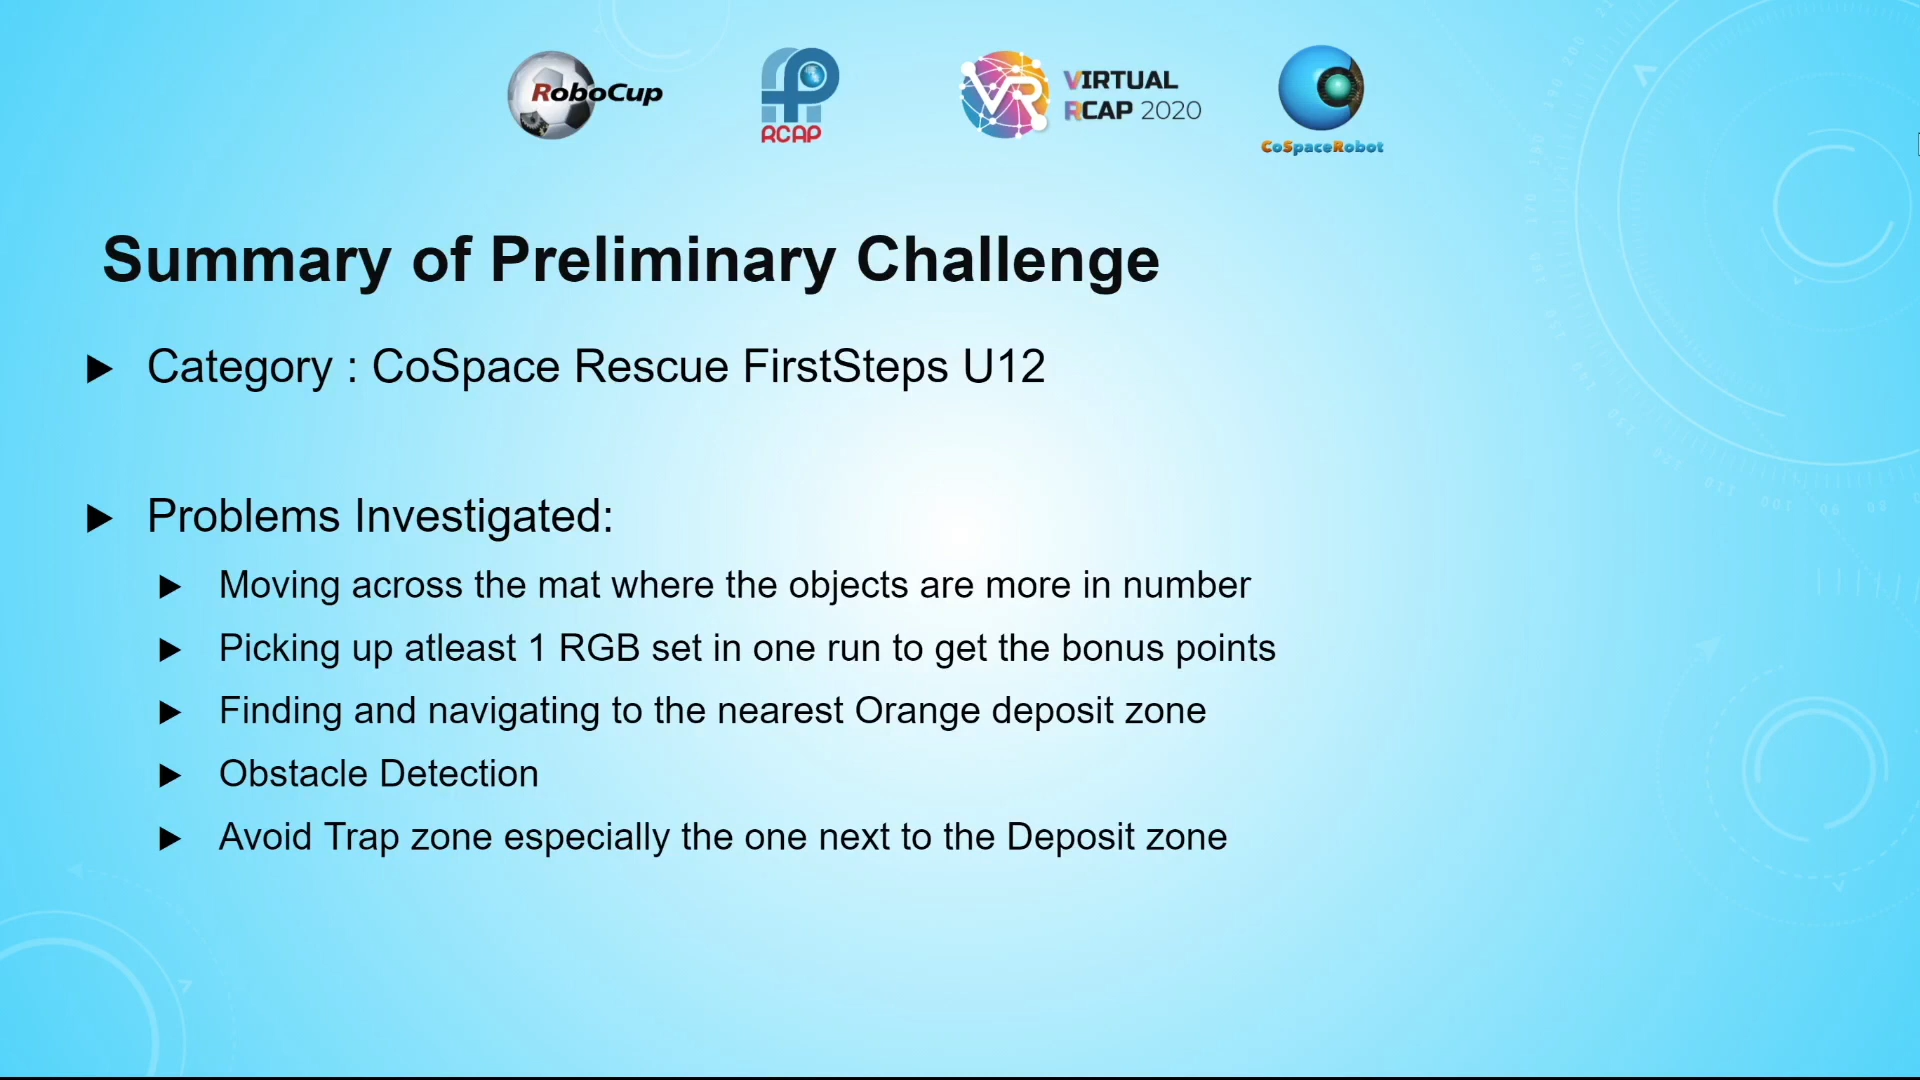 RoboCup
RCAP
VIRTUAL
RCAP 2020
CoSpaceRobot
Summary of Preliminary Challenge
Category : CoSpace Rescue FirstSteps U12
Problems Investigated:
Moving across the mat where the objects are more in number
Picking up atleast 1 RGB set in one run to get the bonus points
Finding and navigating to the nearest Orange deposit zone
Obstacle Detection
Avoid Trap zone especially the one next to the Deposit zone